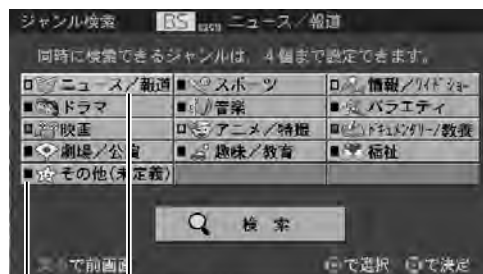 ジャンル検索 BS ニュース／報道
同時に検索できるジャンルは、4個まで設定できます。
ニュース／報道 スポーツ 情報／ワイドショー
ドラマ 音楽 バラエティ
映画 アニメ／特撮 ドキュメンタリー／教養
劇場／公演 趣味／教育 福祉
その他(未定義)
検索
で前画面 で選択 で決定